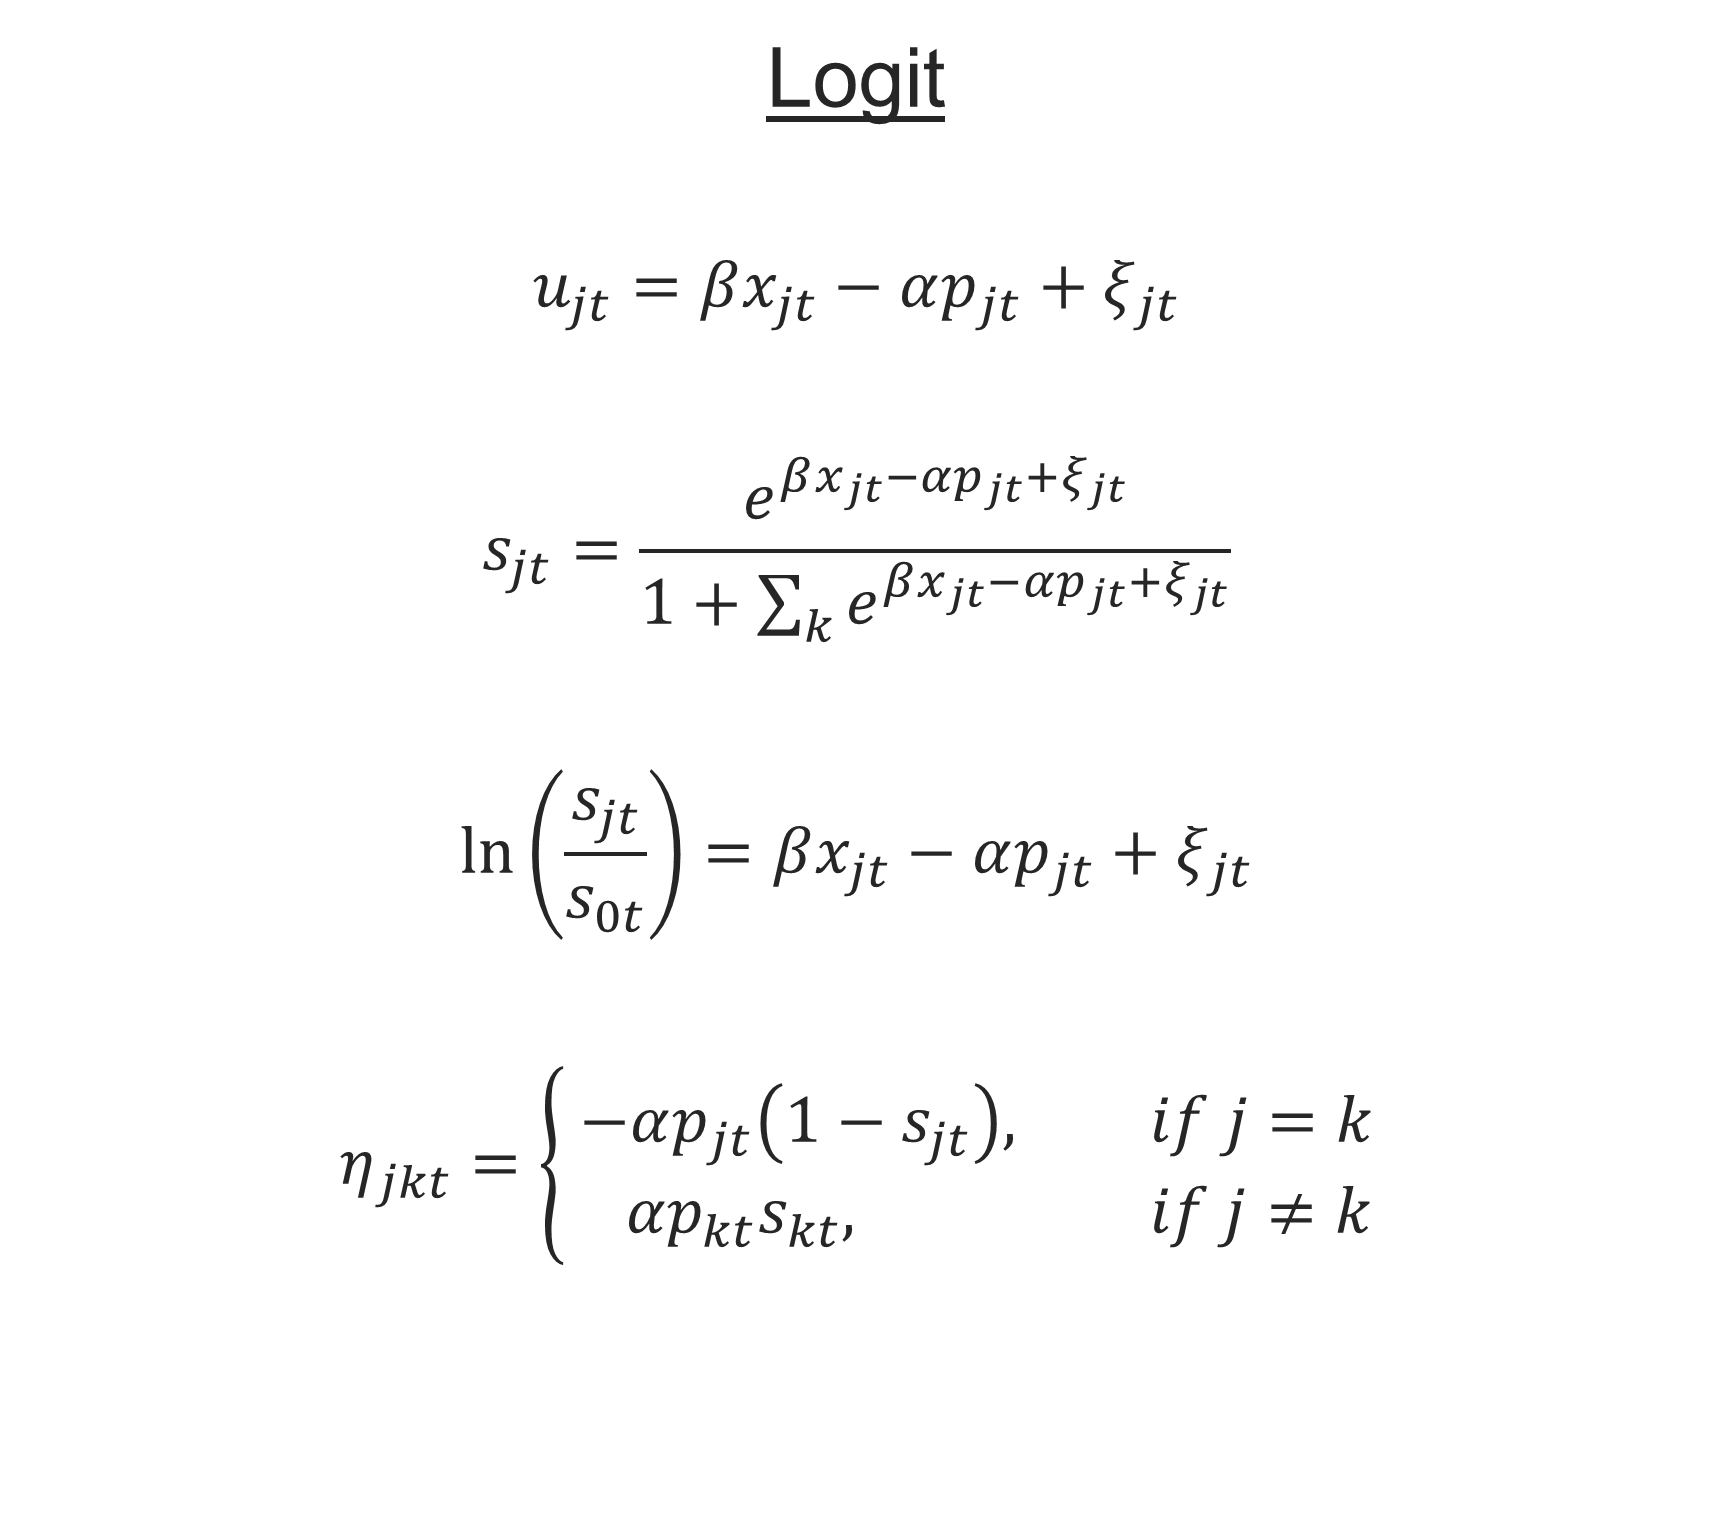 Logit
u_{jt} = βx_{jt} − αp_{jt} + ξ_{jt}
s_{jt} = \frac{e^{βx_{jt}−αp_{jt}+ξ_{jt}}}{1 + ∑_k e^{βx_{jt}−αp_{jt}+ξ_{jt}}}
ln(\frac{s_{jt}}{s_{0t}}) = βx_{jt} − αp_{jt} + ξ_{jt}
η_{jkt} = { −αp_{jt}(1 − s_{jt}), if j = k
αp_{kt}s_{kt}, if j ≠ k